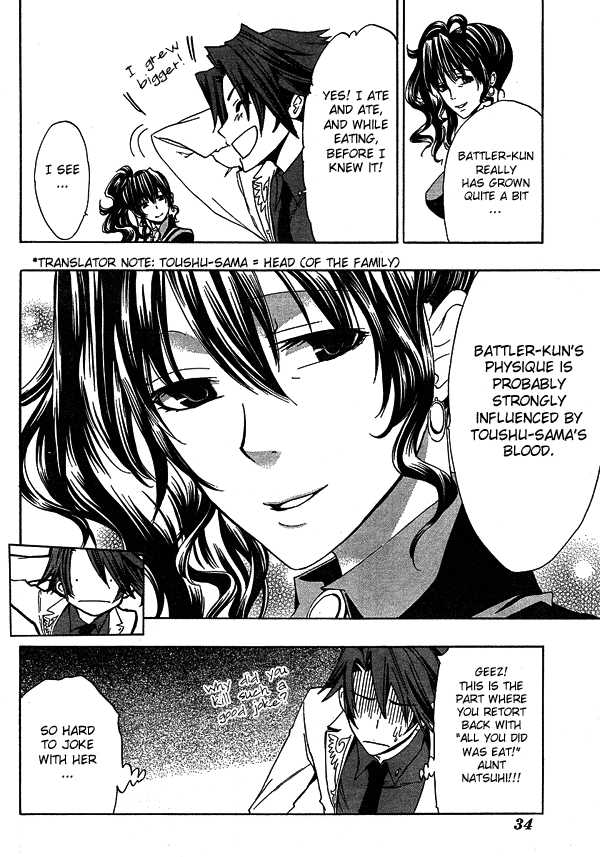 BATTLER-KUN
REALLY
HAS GROWN
QUITE A BIT
...
YES! I ATE
AND ATE,
AND WHILE
EATING,
BEFORE I
KNEW IT!
I grew
bigger!
I SEE
...
*TRANSLATOR NOTE: TOUSHU-SAMA = HEAD (OF THE FAMILY)
BATTLER-KUN'S
PHYSIQUE IS
PROBABLY
STRONGLY
INFLUENCED BY
TOUSHU-SAMA'S
BLOOD.
GEEZ!
THIS IS THE
PART WHERE
YOU RETORT
BACK WITH
"ALL YOU DID
WAS EAT!"
AUNT
NATSUHI!!!
Why did you
kill such a
good joke?
SO HARD
TO JOKE
WITH HER
...
34